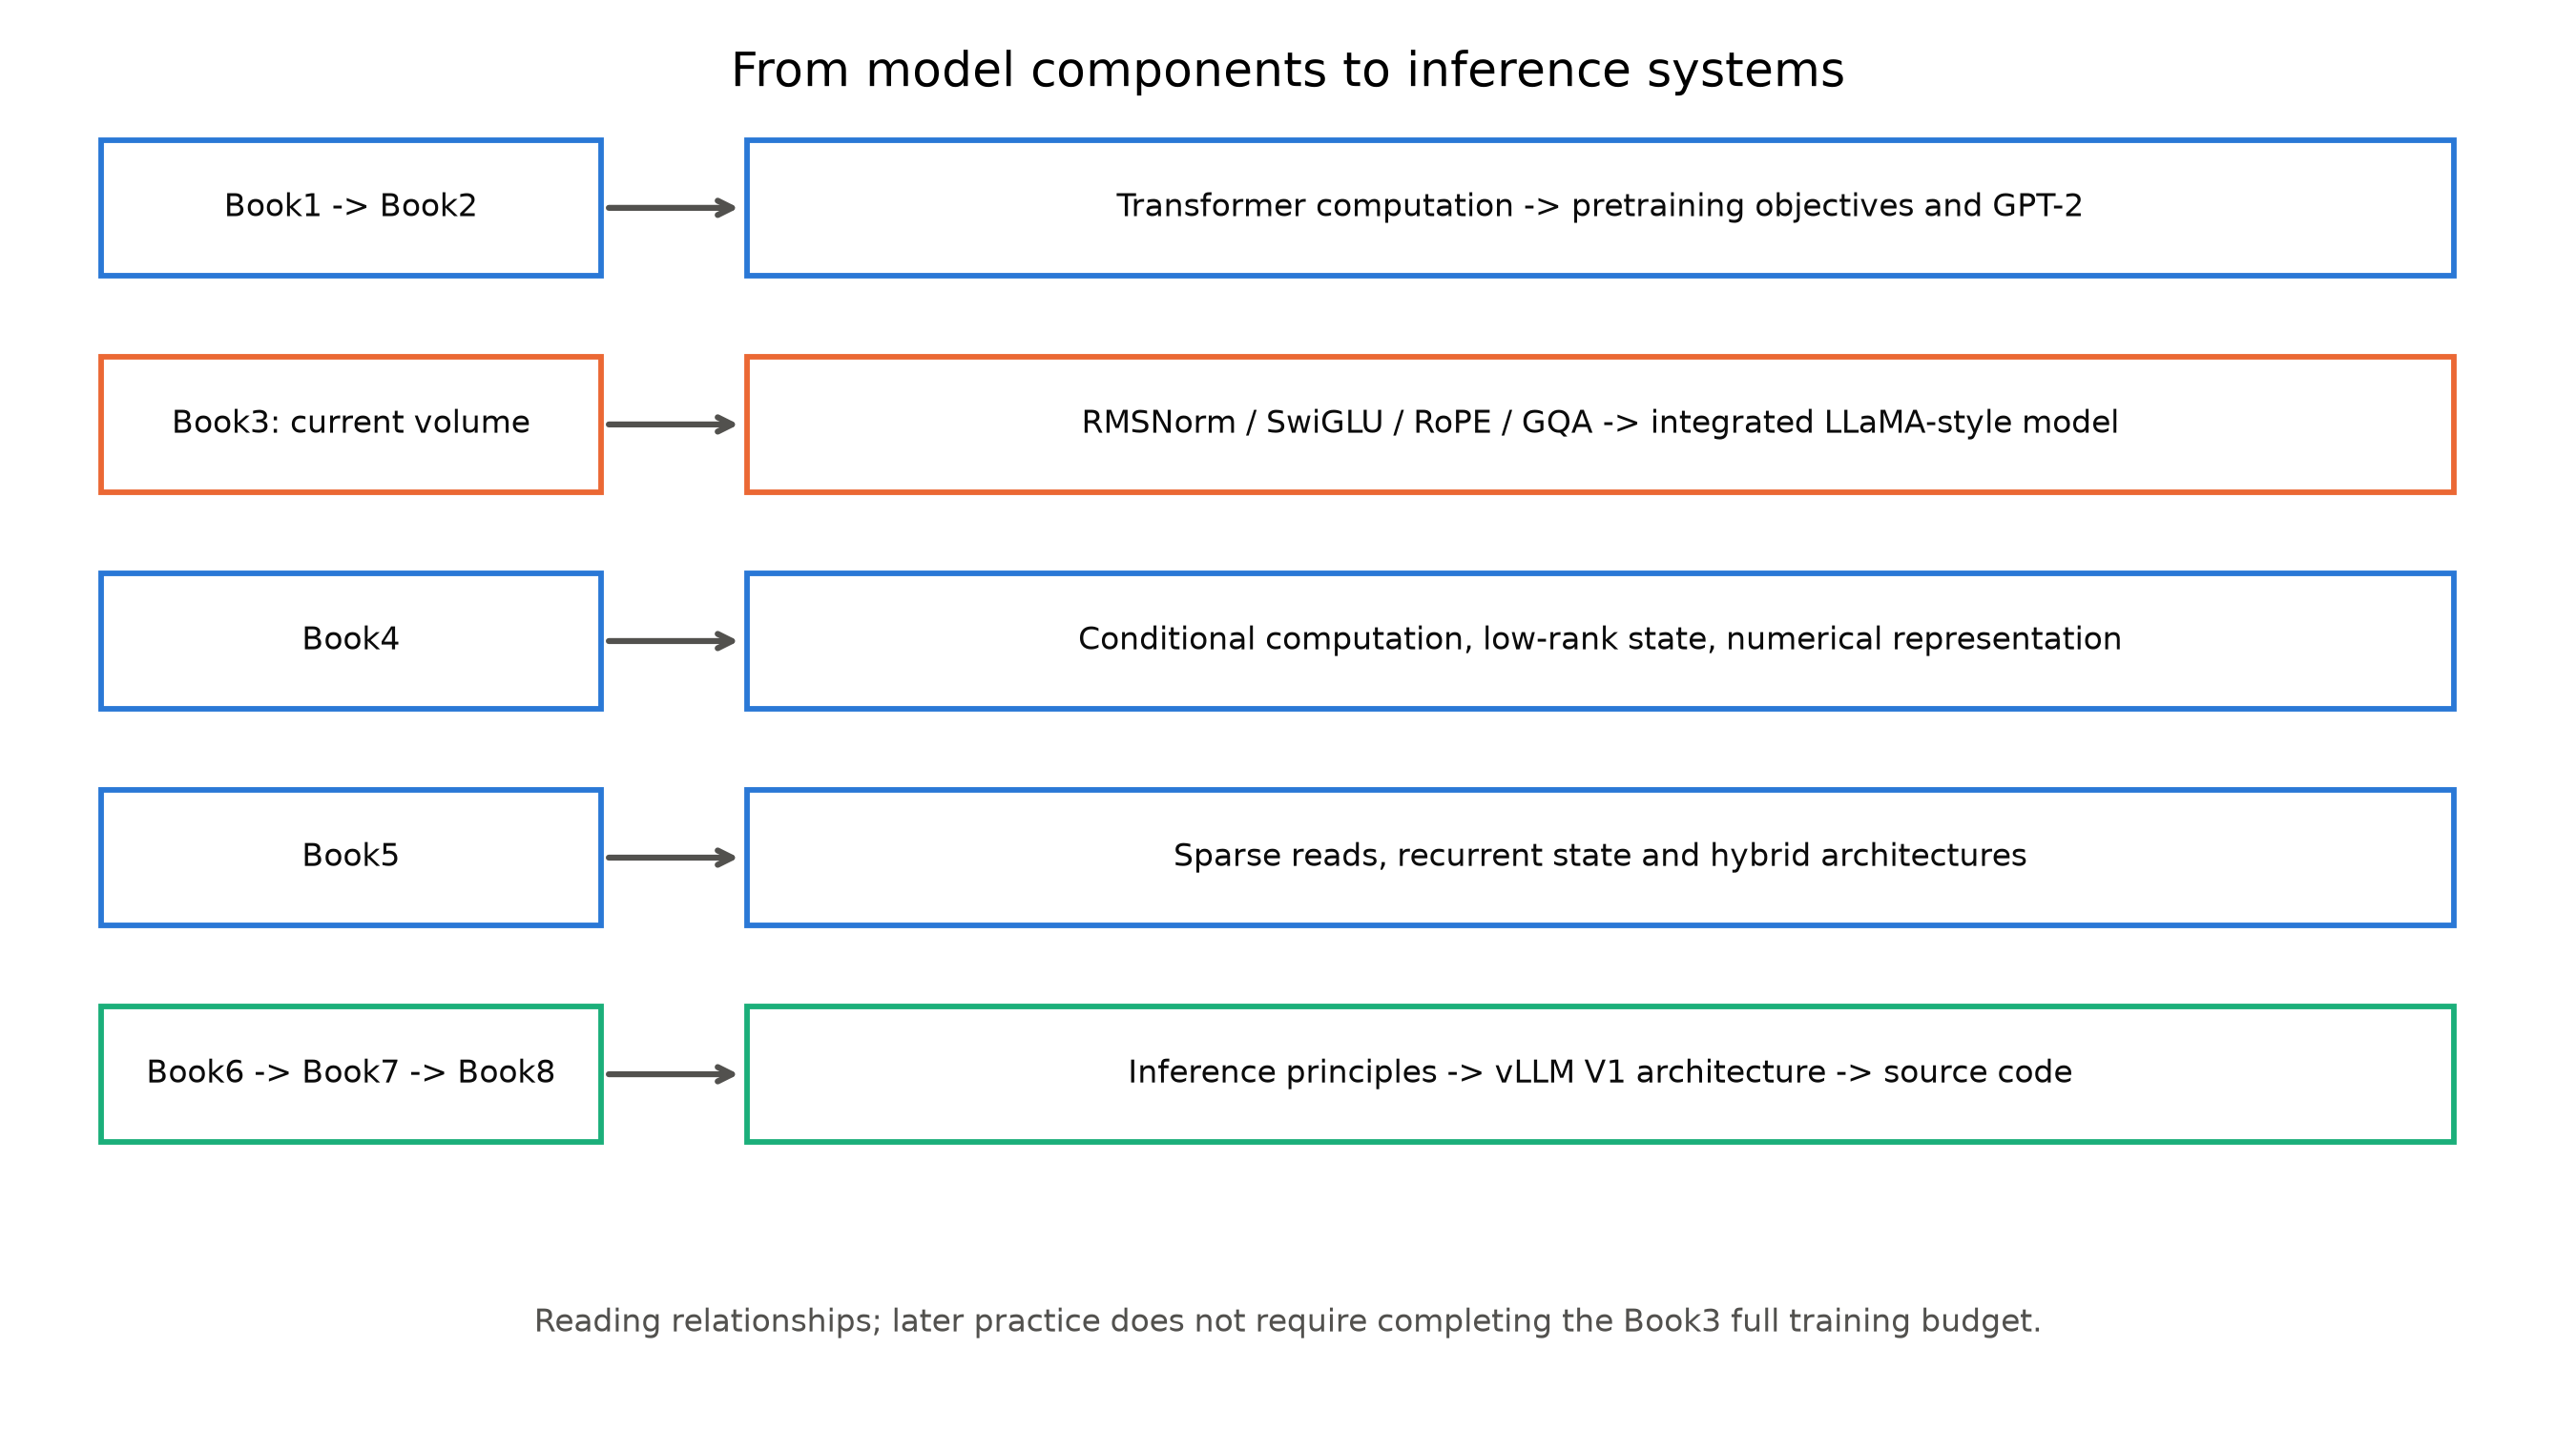 From model components to inference systems
Book1 -> Book2
Transformer computation -> pretraining objectives and GPT-2
Book3: current volume
RMSNorm / SwiGLU / RoPE / GQA -> integrated LLaMA-style model
Book4
Conditional computation, low-rank state, numerical representation
Book5
Sparse reads, recurrent state and hybrid architectures
Book6 -> Book7 -> Book8
Inference principles -> vLLM V1 architecture -> source code
Reading relationships; later practice does not require completing the Book3 full training budget.